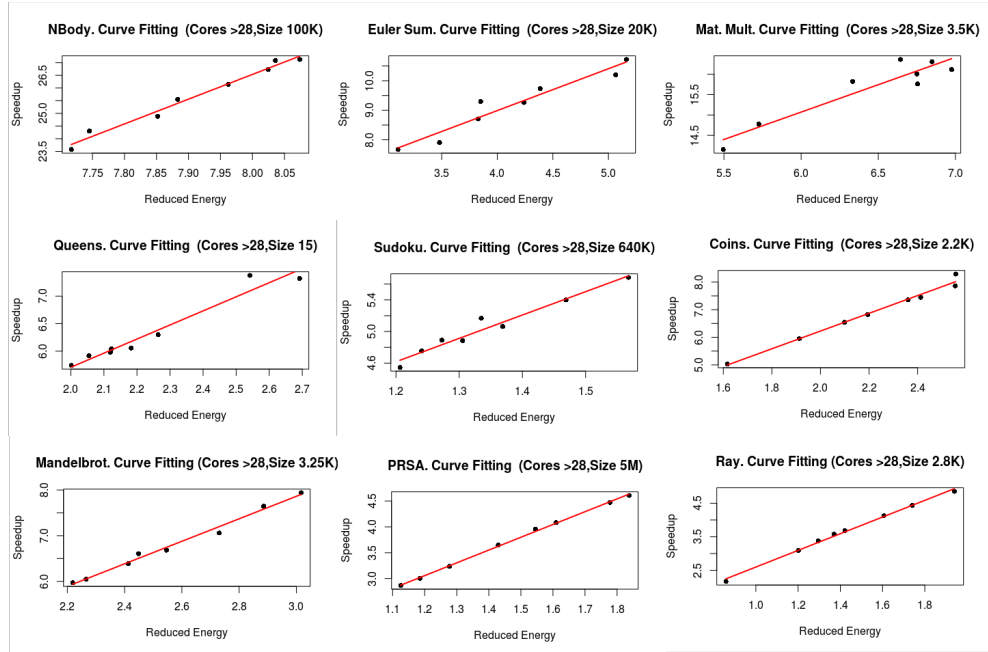 NBody. Curve Fitting (Cores >28,Size 100K)
Speedup
23.5 25.0 26.5
7.75 7.80 7.85 7.90 7.95 8.00 8.05
Reduced Energy
Euler Sum. Curve Fitting (Cores >28,Size 20K)
Speedup
8.0 9.0 10.0
3.5 4.0 4.5 5.0
Reduced Energy
Mat. Mult. Curve Fitting (Cores >28,Size 3.5K)
Speedup
14.5 15.5
5.5 6.0 6.5 7.0
Reduced Energy
Queens. Curve Fitting (Cores >28,Size 15)
Speedup
6.0 6.5 7.0
2.0 2.1 2.2 2.3 2.4 2.5 2.6 2.7
Reduced Energy
Sudoku. Curve Fitting (Cores >28,Size 640K)
Speedup
4.6 5.0 5.4
1.2 1.3 1.4 1.5
Reduced Energy
Coins. Curve Fitting (Cores >28,Size 2.2K)
Speedup
5.0 6.0 7.0 8.0
1.6 1.8 2.0 2.2 2.4
Reduced Energy
Mandelbrot. Curve Fitting (Cores >28,Size 3.25K)
Speedup
6.0 7.0 8.0
2.2 2.4 2.6 2.8 3.0
Reduced Energy
PRSA. Curve Fitting (Cores >28,Size 5M)
Speedup
3.0 3.5 4.0 4.5
1.1 1.2 1.3 1.4 1.5 1.6 1.7 1.8
Reduced Energy
Ray. Curve Fitting (Cores >28,Size 2.8K)
Speedup
2.5 3.5 4.5
1.0 1.2 1.4 1.6 1.8
Reduced Energy